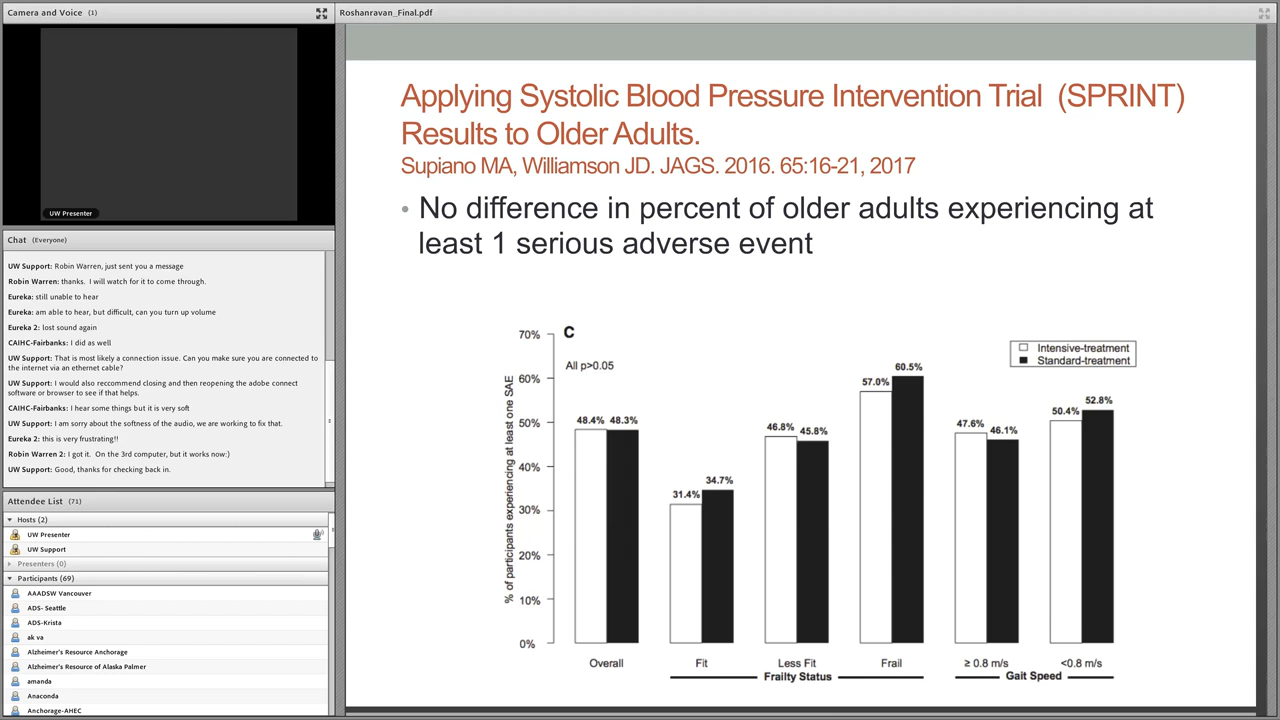 Camera and Voice (1)
UW Presenter
Chat (Everyone)
UW Support: Robin Warren, just sent you a message
Robin Warren: thanks.  I will watch for it to come through.
Eureka: still unable to hear
Eureka: am able to hear, but difficult, can you turn up volume
Eureka 2: lost sound again
CAIHC-Fairbanks: I did as well
UW Support: That is most likely a connection issue. Can you make sure you are connected to
the internet via an ethernet cable?
UW Support: I would also reccommend closing and then reopening the adobe connect
software or browser to see if that helps.
CAIHC-Fairbanks: I hear some things but it is very soft
UW Support: I am sorry about the softness of the audio, we are working to fix that.
Eureka 2: this is very frustrating!!
Robin Warren 2: I got it.  On the 3rd computer, but it works now:)
UW Support: Good, thanks for checking back in.
Attendee List (71)
Hosts (2)
UW Presenter
UW Support
Presenters (0)
Participants (69)
AAADSW Vancouver
ADS- Seattle
ADS-Krista
ak va
Alzheimer's Resource Anchorage
Alzheimer's Resource of Alaska Palmer
amanda
Anaconda
Anchorage-AHEC
Roshanravan_Final.pdf
Applying Systolic Blood Pressure Intervention Trial  (SPRINT)
Results to Older Adults.
Supiano MA, Williamson JD. JAGS. 2016. 65:16-21, 2017
• No difference in percent of older adults experiencing at
least 1 serious adverse event
C
All p>0.05
Intensive-treatment
Standard-treatment
% of participants experiencing at least one SAE
70%
60%
50%
40%
30%
20%
10%
0%
48.4% 48.3%
31.4% 34.7%
46.8% 45.8%
57.0% 60.5%
47.6% 46.1%
50.4% 52.8%
Overall Fit Less Fit Frail ≥ 0.8 m/s <0.8 m/s
Frailty Status Gait Speed